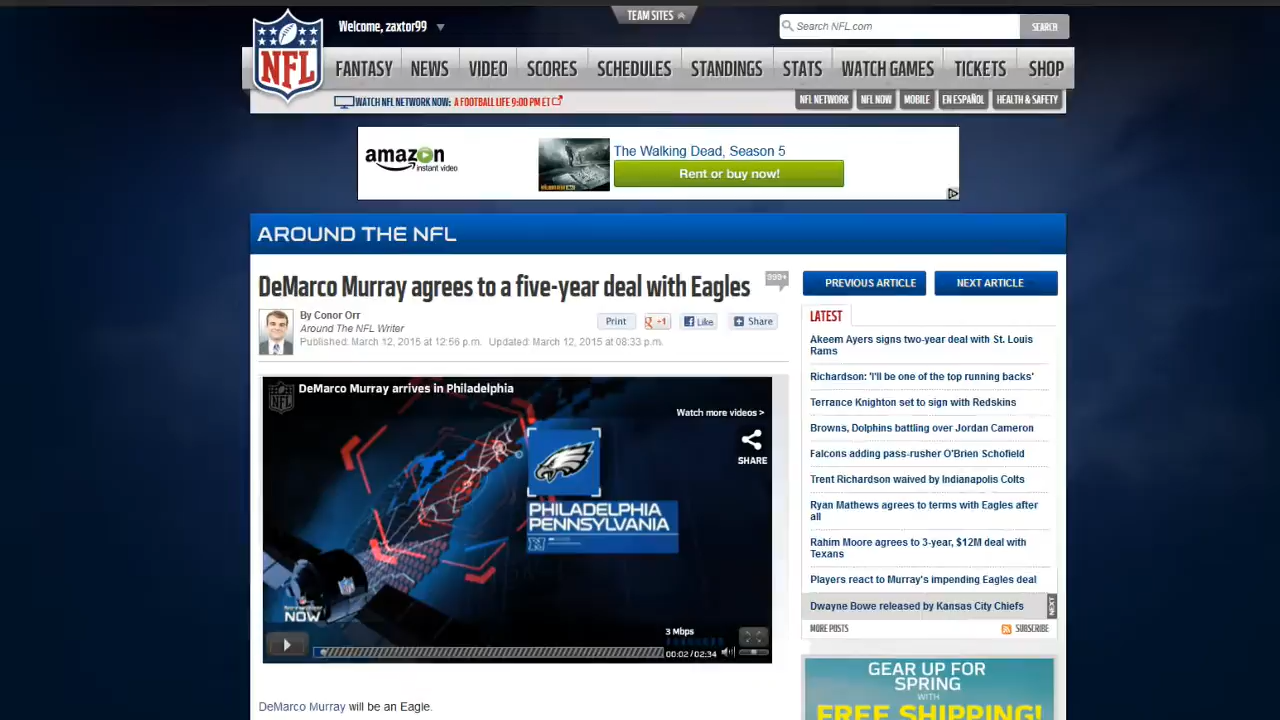 TEAM SITES
Welcome, zaxtor99
Search NFL.com
SEARCH
NFL
FANTASY
NEWS
VIDEO
SCORES
SCHEDULES
STANDINGS
STATS
WATCH GAMES
TICKETS
SHOP
WATCH NFL NETWORK NOW: A FOOTBALL LIFE 9:00 PM ET
NFL NETWORK
NFL NOW
MOBILE
EN ESPAÑOL
HEALTH & SAFETY
amazon
instant video
The Walking Dead, Season 5
Rent or buy now!
AROUND THE NFL
DeMarco Murray agrees to a five-year deal with Eagles
999+
By Conor Orr
Around The NFL Writer
Published: March 12, 2015 at 12:56 p.m. Updated: March 12, 2015 at 08:33 p.m.
Print
+1
Like
Share
DeMarco Murray arrives in Philadelphia
Watch more videos >
SHARE
PHILADELPHIA
PENNSYLVANIA
NOW
3 Mbps
00:02 / 02:34
DeMarco Murray will be an Eagle.
PREVIOUS ARTICLE
NEXT ARTICLE
LATEST
Akeem Ayers signs two-year deal with St. Louis
Rams
Richardson: 'I'll be one of the top running backs'
Terrance Knighton set to sign with Redskins
Browns, Dolphins battling over Jordan Cameron
Falcons adding pass-rusher O'Brien Schofield
Trent Richardson waived by Indianapolis Colts
Ryan Mathews agrees to terms with Eagles after
all
Rahim Moore agrees to 3-year, $12M deal with
Texans
Players react to Murray's impending Eagles deal
Dwayne Bowe released by Kansas City Chiefs
NEXT
MORE POSTS
SUBSCRIBE
GEAR UP FOR
SPRING
WITH
FREE SHIPPING!